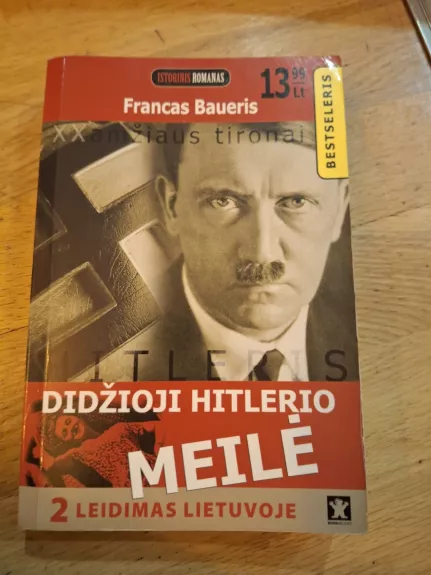 ISTORINIS ROMANAS
13 99 Lt
Francas Baueris
BESTSELERIS
XX amžiaus tironai
HITLERIS
DIDŽIOJI HITLERIO
MEILĖ
2 LEIDIMAS LIETUVOJE